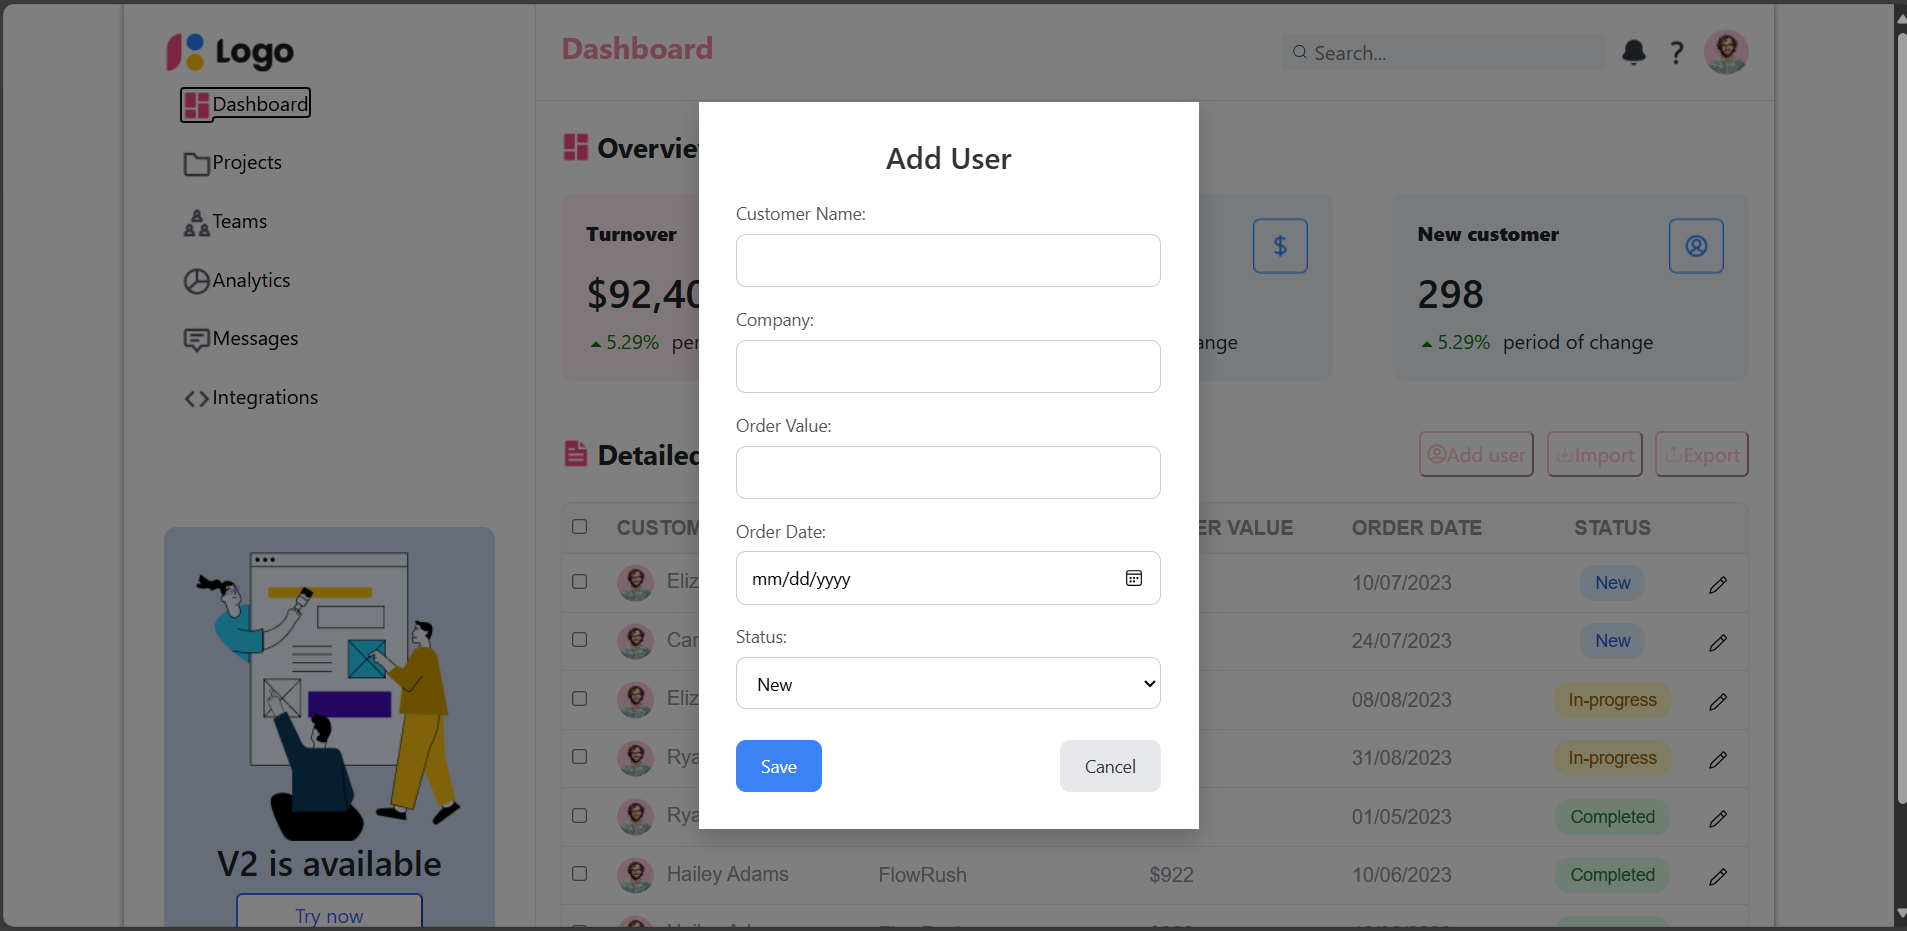 Logo
Dashboard
Projects
Teams
Analytics
Messages
Integrations
V2 is available
Try now
Dashboard
Search...
?
Overvie
Turnover
$92,40
5.29% per
$
ange
New customer
298
5.29% period of change
Detailed
Add user Import Export
CUSTOM ER VALUE ORDER DATE STATUS
Eliz 10/07/2023 New
Car 24/07/2023 New
Eliz 08/08/2023 In-progress
Rya 31/08/2023 In-progress
Rya 01/05/2023 Completed
Hailey Adams FlowRush $922 10/06/2023 Completed
Add User
Customer Name:
Company:
Order Value:
Order Date:
mm/dd/yyyy
Status:
New
Save Cancel